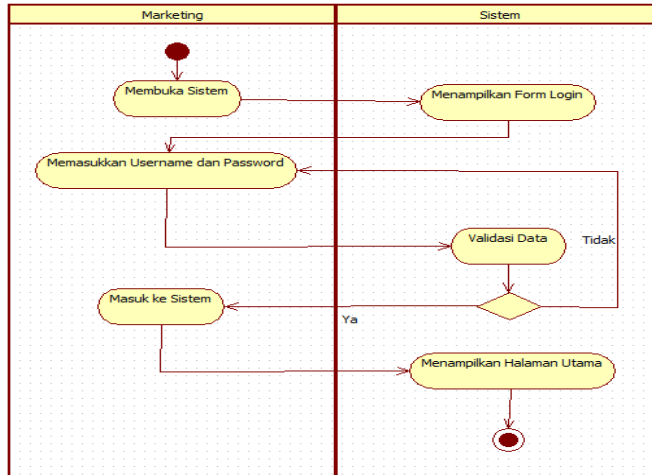 Marketing
Sistem
Membuka Sistem
Menampilkan Form Login
Memasukkan Username dan Password
Validasi Data
Tidak
Masuk ke Sistem
Ya
Menampilkan Halaman Utama